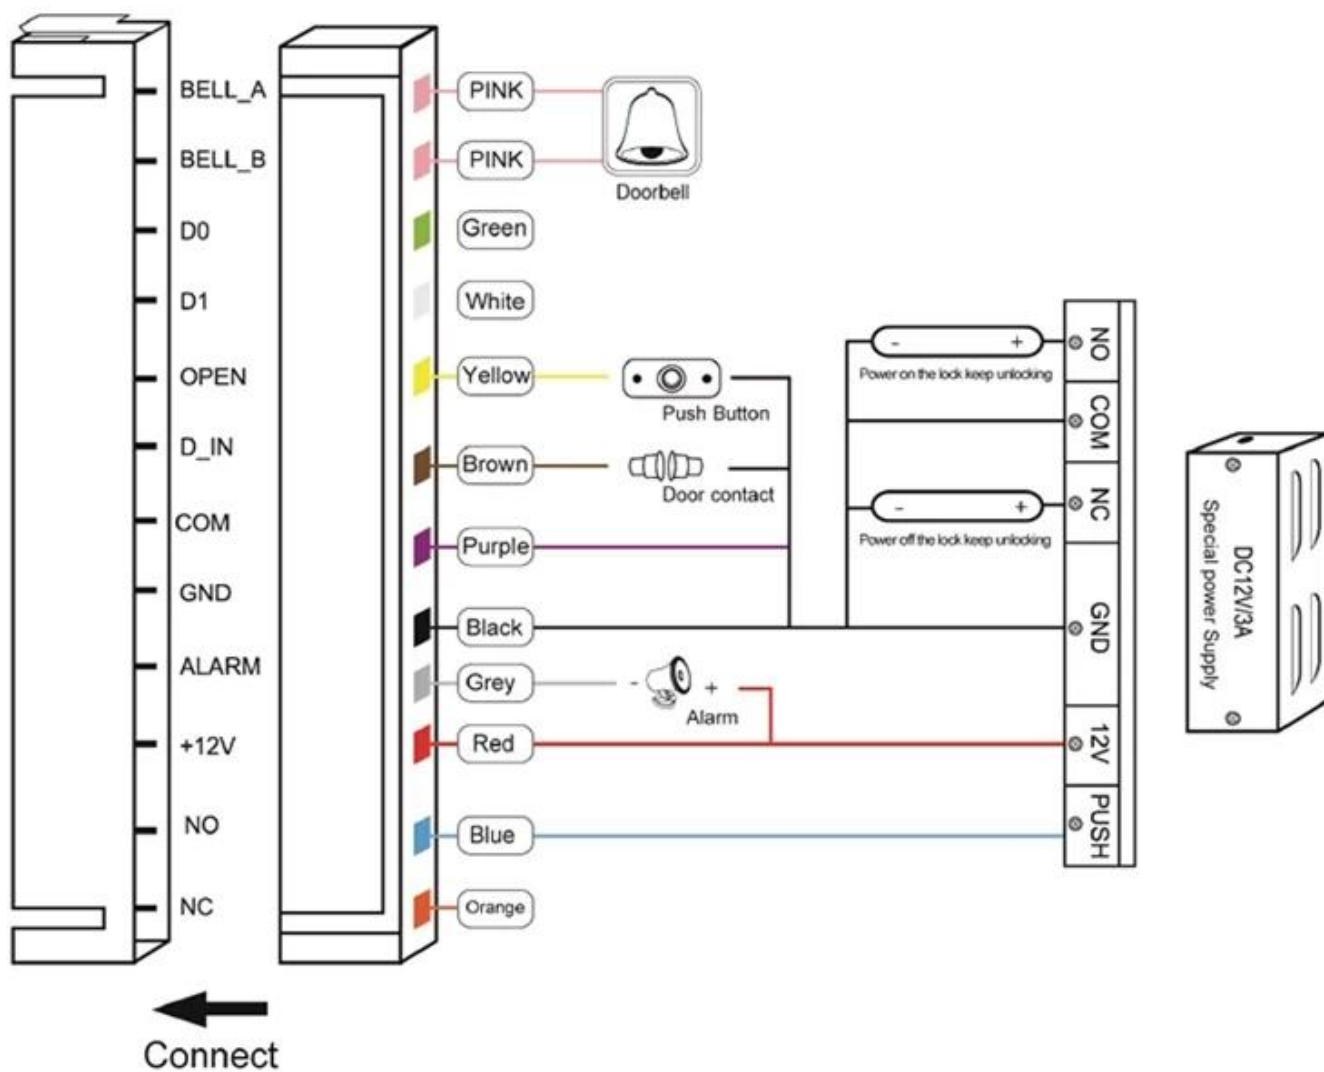 BELL_A
BELL_B
D0
D1
OPEN
D_IN
COM
GND
ALARM
+12V
NO
NC
Connect
PINK
PINK
Green
White
Yellow
Brown
Purple
Black
Grey
Red
Blue
Orange
Doorbell
Push Button
Door contact
- +
Alarm
- +
Power on the lock keep unlocking
- +
Power off the lock keep unlocking
NO
COM
NC
GND
12V
PUSH
DC12V/3A
Special power Supply